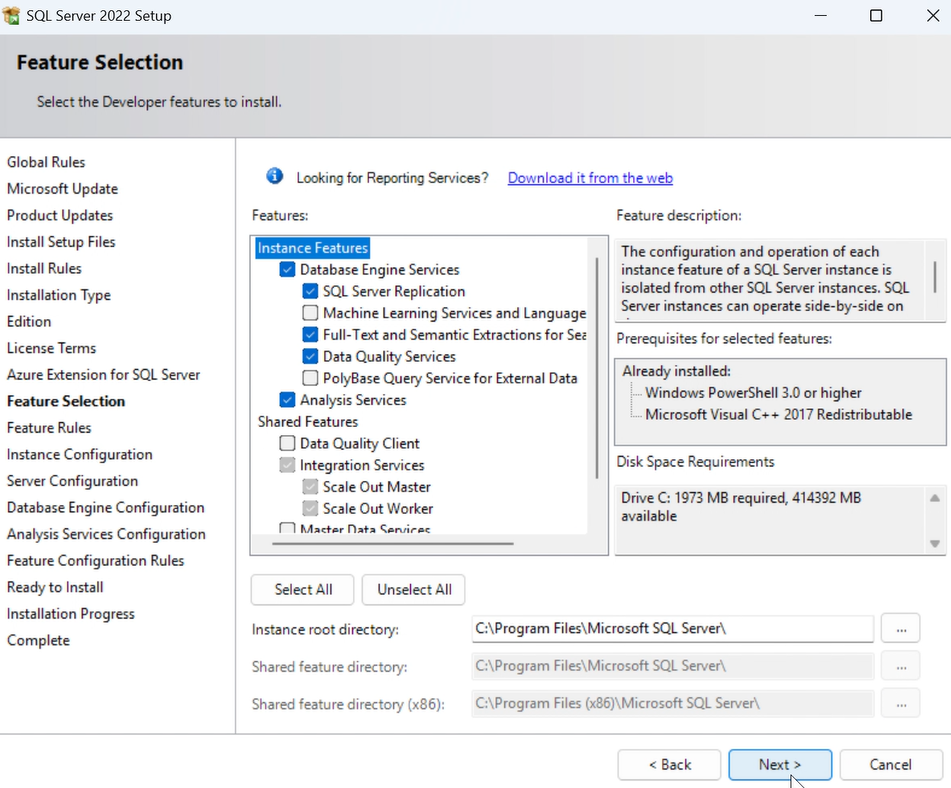 SQL Server 2022 Setup
Feature Selection
Select the Developer features to install.
Global Rules
Microsoft Update
Product Updates
Install Setup Files
Install Rules
Installation Type
Edition
License Terms
Azure Extension for SQL Server
Feature Selection
Feature Rules
Instance Configuration
Server Configuration
Database Engine Configuration
Analysis Services Configuration
Feature Configuration Rules
Ready to Install
Installation Progress
Complete
Looking for Reporting Services? Download it from the web
Features:
Instance Features
Database Engine Services
SQL Server Replication
Machine Learning Services and Language
Full-Text and Semantic Extractions for Sea
Data Quality Services
PolyBase Query Service for External Data
Analysis Services
Shared Features
Data Quality Client
Integration Services
Scale Out Master
Scale Out Worker
Master Data Services
Feature description:
The configuration and operation of each
instance feature of a SQL Server instance is
isolated from other SQL Server instances. SQL
Server instances can operate side-by-side on
Prerequisites for selected features:
Already installed:
Windows PowerShell 3.0 or higher
Microsoft Visual C++ 2017 Redistributable
Disk Space Requirements
Drive C: 1973 MB required, 414392 MB
available
Select All
Unselect All
Instance root directory: C:\Program Files\Microsoft SQL Server\ ...
Shared feature directory: C:\Program Files\Microsoft SQL Server\ ...
Shared feature directory (x86): C:\Program Files (x86)\Microsoft SQL Server\ ...
< Back
Next >
Cancel